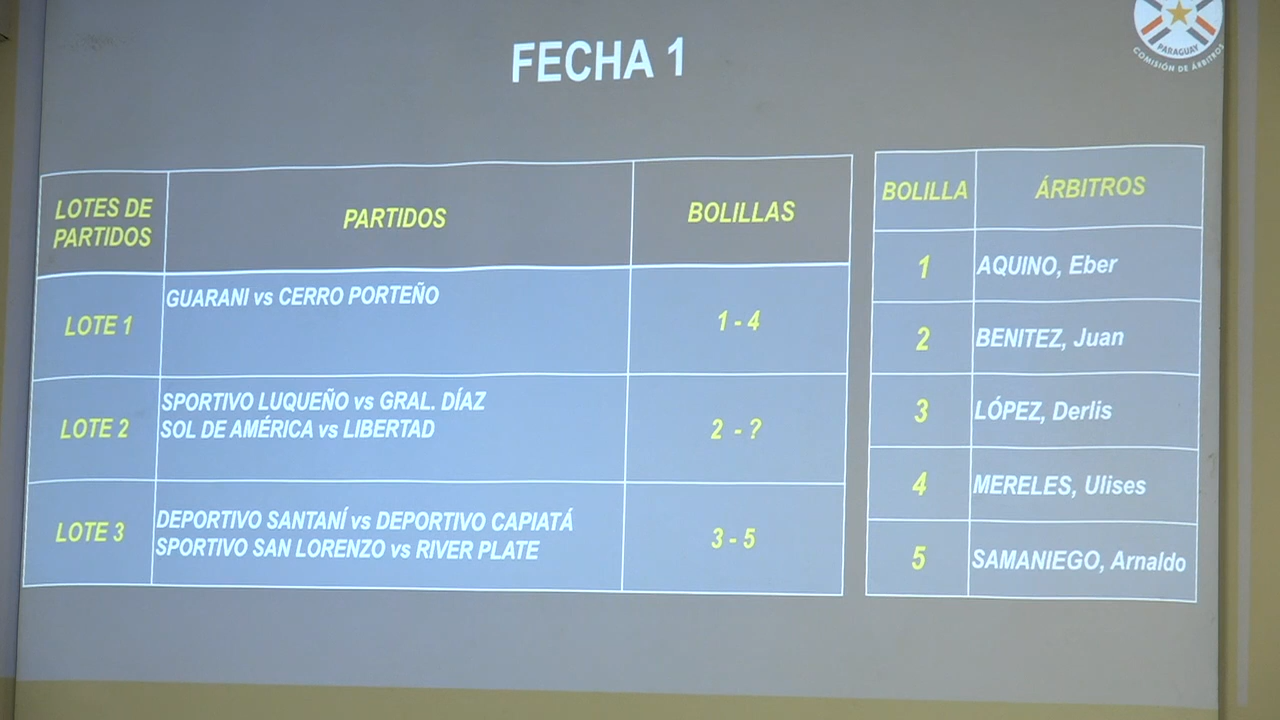 PARAGUAY
COMISIÓN DE ÁRBITROS
FECHA 1
LOTES DE
PARTIDOS
PARTIDOS
BOLILLAS
LOTE 1
GUARANI vs CERRO PORTEÑO
1 - 4
LOTE 2
SPORTIVO LUQUEÑO vs GRAL. DÍAZ
SOL DE AMÉRICA vs LIBERTAD
2 - ?
LOTE 3
DEPORTIVO SANTANÍ vs DEPORTIVO CAPIATÁ
SPORTIVO SAN LORENZO vs RIVER PLATE
3 - 5
BOLILLA
ÁRBITROS
1
AQUINO, Eber
2
BENITEZ, Juan
3
LÓPEZ, Derlis
4
MERELES, Ulises
5
SAMANIEGO, Arnaldo